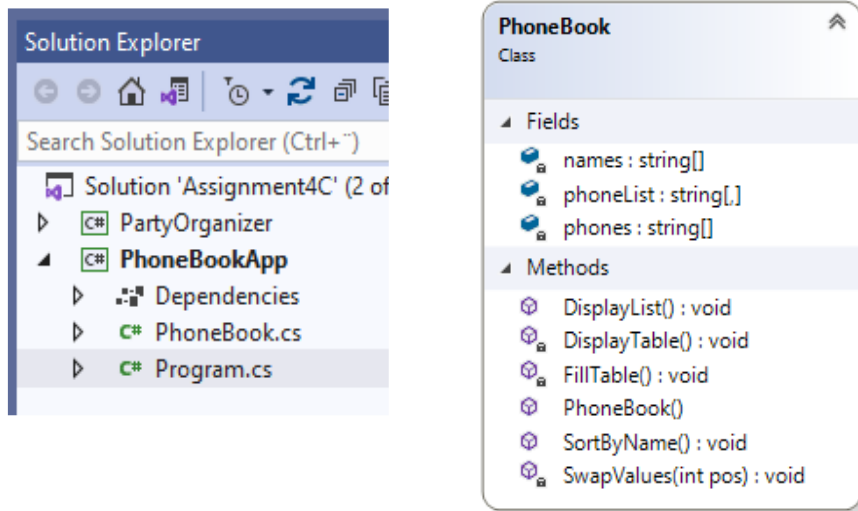 Solution Explorer
Search Solution Explorer (Ctrl+¨)
Solution 'Assignment4C' (2 of
C# PartyOrganizer
C# PhoneBookApp
Dependencies
C# PhoneBook.cs
C# Program.cs
PhoneBook
Class
Fields
names : string[]
phoneList : string[,]
phones : string[]
Methods
DisplayList() : void
DisplayTable() : void
FillTable() : void
PhoneBook()
SortByName() : void
SwapValues(int pos) : void